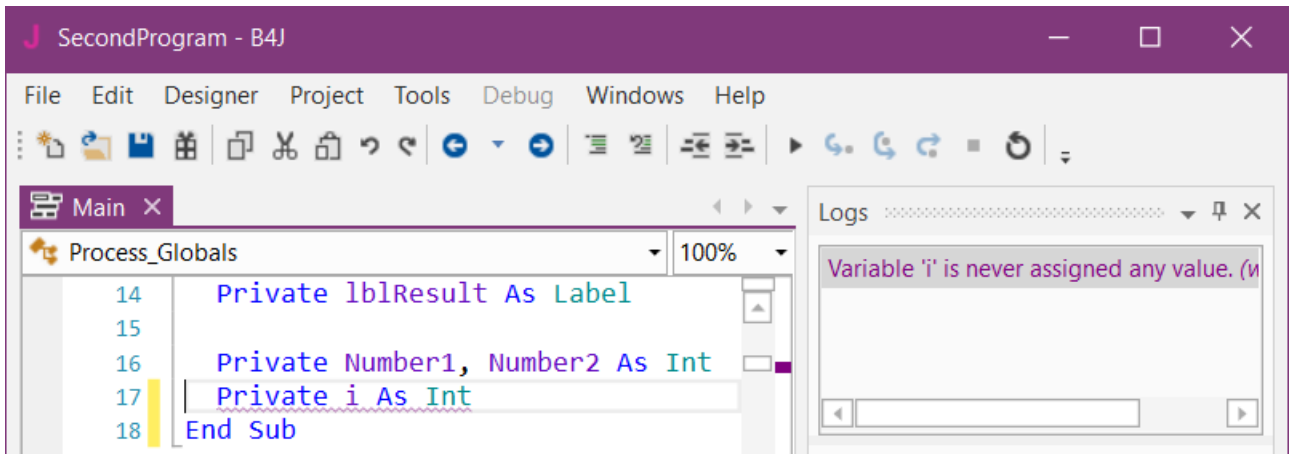 J SecondProgram - B4J
File Edit Designer Project Tools Debug Windows Help
Main
Logs
Process_Globals 100%
Variable 'i' is never assigned any value. (w
14 Private lblResult As Label
15
16 Private Number1, Number2 As Int
17 Private i As Int
18 End Sub